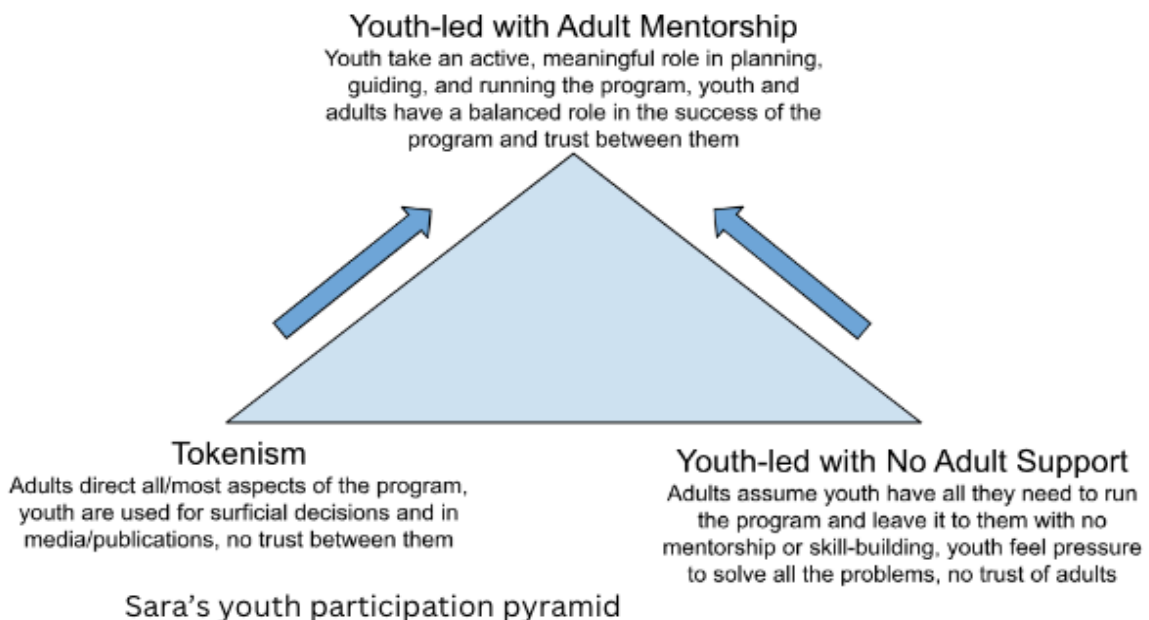 Youth-led with Adult Mentorship
Youth take an active, meaningful role in planning,
guiding, and running the program, youth and
adults have a balanced role in the success of the
program and trust between them
Tokenism
Adults direct all/most aspects of the program,
youth are used for surficial decisions and in
media/publications, no trust between them
Youth-led with No Adult Support
Adults assume youth have all they need to run
the program and leave it to them with no
mentorship or skill-building, youth feel pressure
to solve all the problems, no trust of adults
Sara's youth participation pyramid